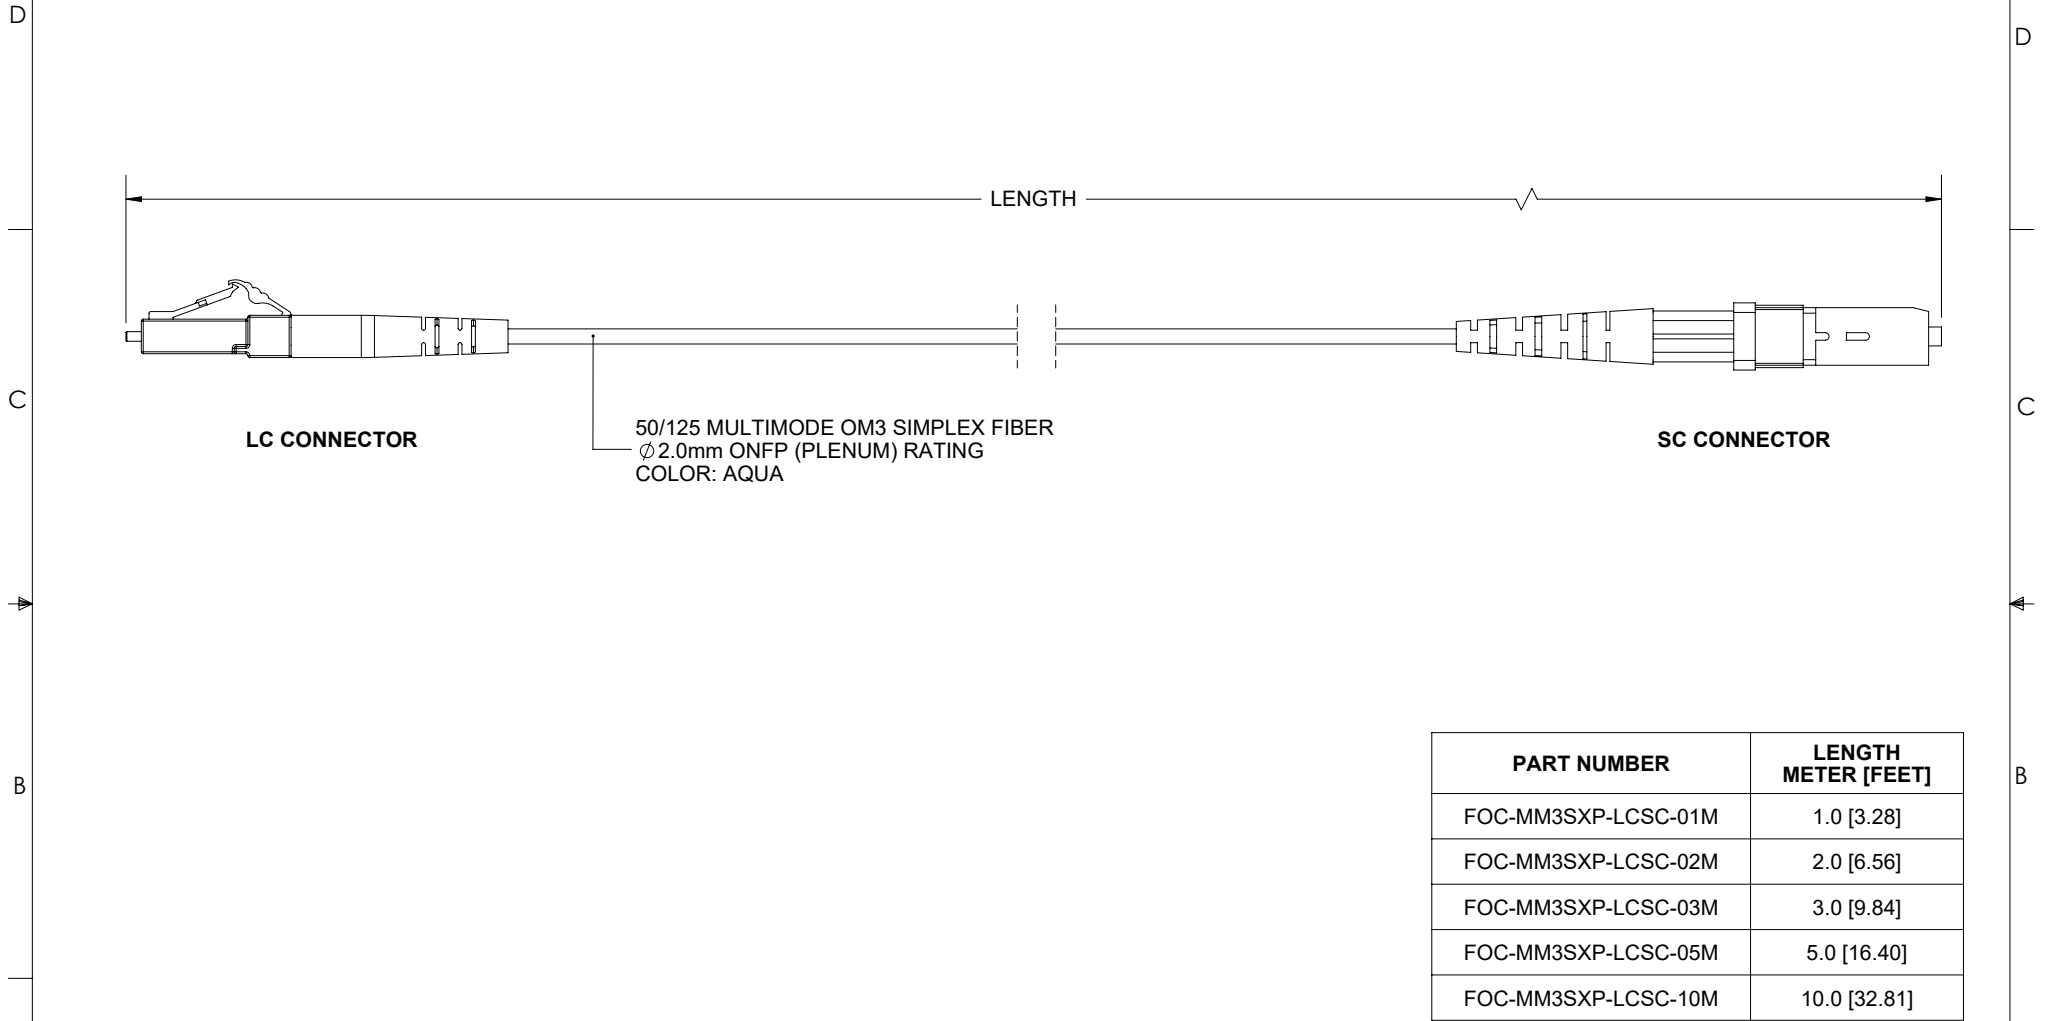 D
D
LENGTH
C
C
LC CONNECTOR
50/125 MULTIMODE OM3 SIMPLEX FIBER
∅2.0mm ONFP (PLENUM) RATING
COLOR: AQUA
SC CONNECTOR
B
B
PART NUMBER
LENGTH
METER [FEET]
FOC-MM3SXP-LCSC-01M 1.0 [3.28]
FOC-MM3SXP-LCSC-02M 2.0 [6.56]
FOC-MM3SXP-LCSC-03M 3.0 [9.84]
FOC-MM3SXP-LCSC-05M 5.0 [16.40]
FOC-MM3SXP-LCSC-10M 10.0 [32.81]